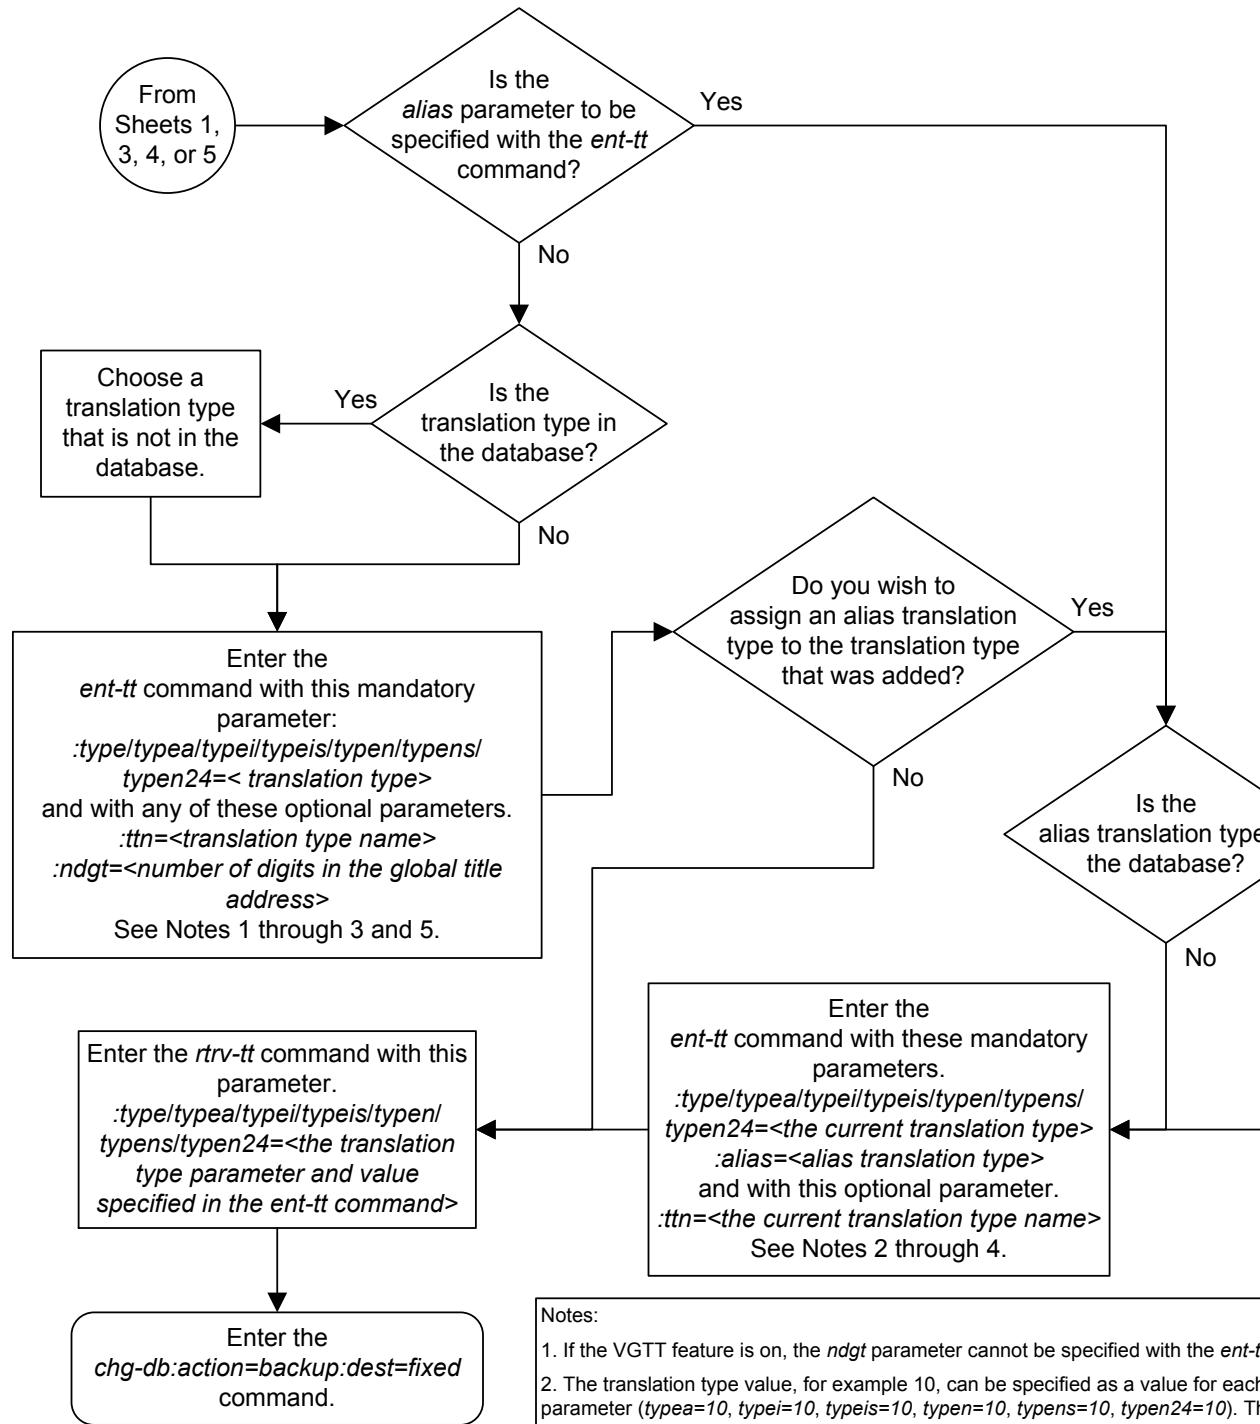 From
Sheets 1,
3, 4, or 5
Is the
alias parameter to be
specified with the ent-tt
command?
Yes
No
Is the
translation type in
the database?
Yes
No
Choose a
translation type
that is not in the
database.
Enter the
ent-tt command with this mandatory
parameter:
:type/typea/typei/typeis/typen/typens/
typen24=< translation type>
and with any of these optional parameters.
:ttn=<translation type name>
:ndgt=<number of digits in the global title
address>
See Notes 1 through 3 and 5.
Do you wish to
assign an alias translation
type to the translation type
that was added?
Yes
No
Is the
alias translation type
the database?
No
Enter the
ent-tt command with these mandatory
parameters.
:type/typea/typei/typeis/typen/typens/
typen24=<the current translation type>
:alias=<alias translation type>
and with this optional parameter.
:ttn=<the current translation type name>
See Notes 2 through 4.
Enter the rtrv-tt command with this
parameter.
:type/typea/typei/typeis/typen/
typens/typen24=<the translation
type parameter and value
specified in the ent-tt command>
Enter the
chg-db:action=backup:dest=fixed
command.
Notes:
1. If the VGTT feature is on, the ndgt parameter cannot be specified with the ent-t
2. The translation type value, for example 10, can be specified as a value for each
parameter (typea=10, typei=10, typeis=10, typen=10, typens=10, typen24=10). Th